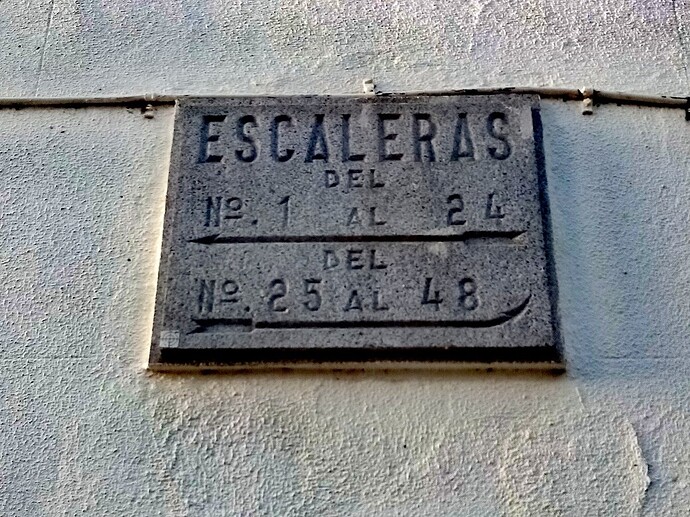 ESCALERAS
DEL
Nº. 1 AL 24
DEL
Nº. 25 AL 48